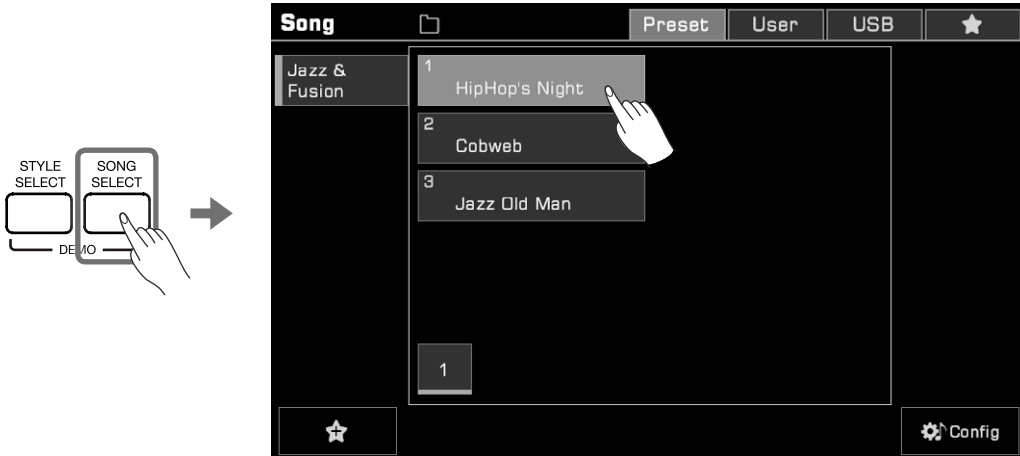 STYLE
SELECT
SONG
SELECT
DEMO
Song
Preset
User
USB
Jazz &
Fusion
1
HipHop's Night
2
Cobweb
3
Jazz Old Man
1
Config